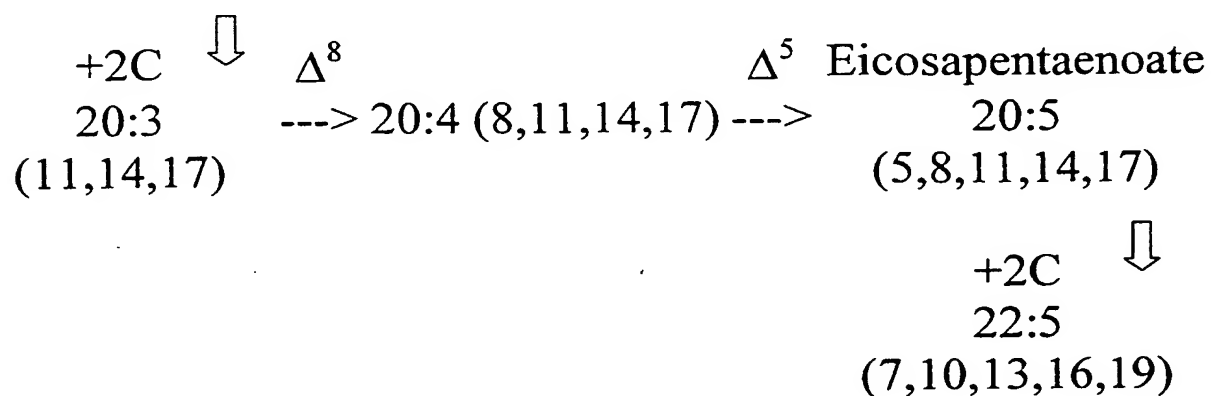 +2C Δ⁸ Δ⁵ Eicosapentaenoate
20:3 ---> 20:4 (8,11,14,17) ---> 20:5
(11,14,17) (5,8,11,14,17)
+2C
22:5
(7,10,13,16,19)